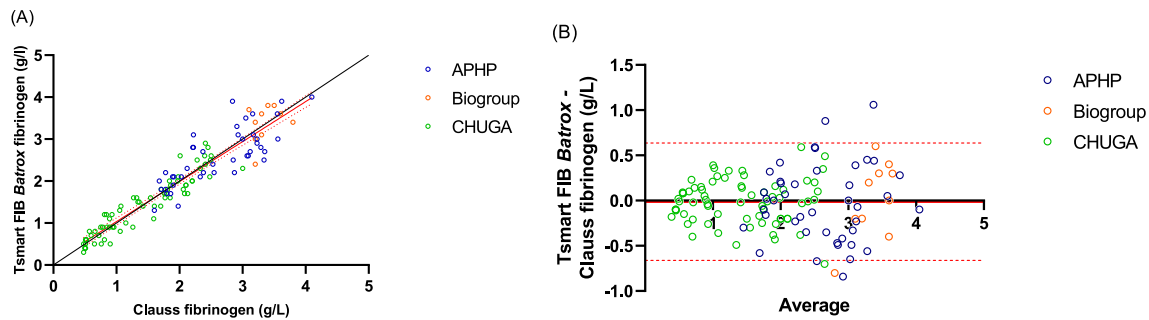 (A)
Tsmart FIB Batrox fibrinogen (g/l)
5
4
3
2
1
0
0 1 2 3 4 5
Clauss fibrinogen (g/L)
APHP
Biogroup
CHUGA
(B)
Tsmart FIB Batrox -
Clauss fibrinogen (g/L)
1.5
1.0
0.5
0.0
-0.5
-1.0
1 2 3 4 5
Average
APHP
Biogroup
CHUGA